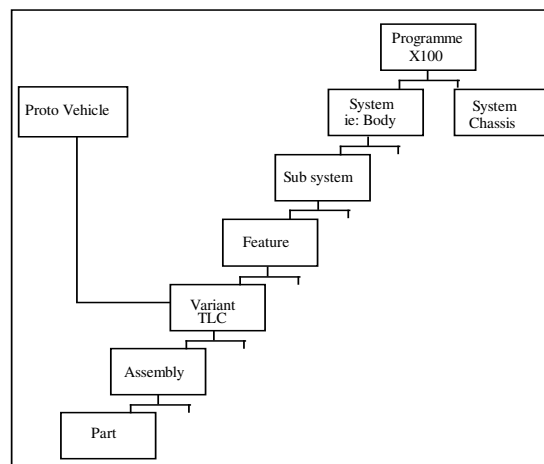 Programme
X100
Proto Vehicle
System
ie: Body
System
Chassis
Sub system
Feature
Variant
TLC
Assembly
Part